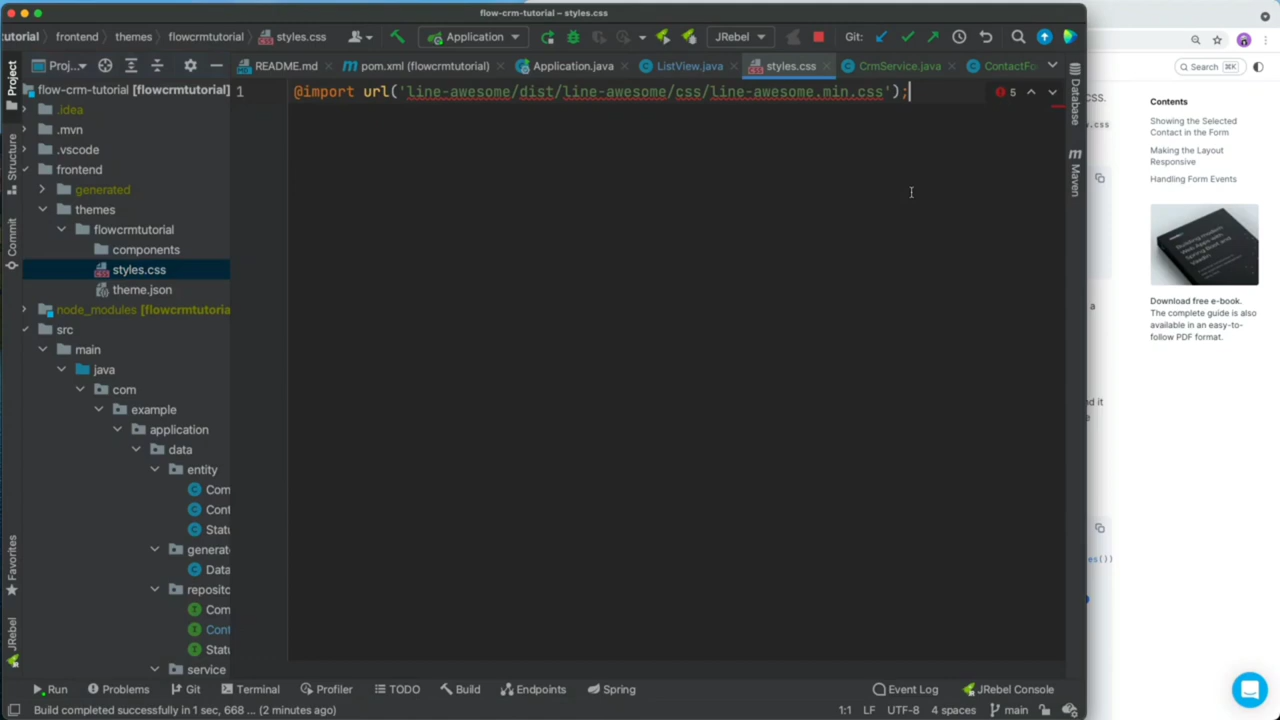 flow-crm-tutorial – styles.css
tutorial
frontend
themes
flowcrmtutorial
styles.css
Application
JRebel
Git:
Search ⌘K
Project
Proj...
README.md
pom.xml (flowcrmtutorial)
Application.java
ListView.java
styles.css
CrmService.java
ContactFo
flow-crm-tutorial [flowcrmtutorial]
1
@import url('line-awesome/dist/line-awesome/css/line-awesome.min.css');
5
.idea
.mvn
.vscode
frontend
generated
themes
flowcrmtutorial
components
styles.css
theme.json
node_modules [flowcrmtutoria
src
main
java
com
example
application
data
entity
Com
Cont
Statu
generat
Data
reposito
Com
Cont
Statu
service
Structure
Commit
Favorites
JRebel
Database
Maven
CSS.
w.css
a
nd it
es())
Contents
Showing the Selected
Contact in the Form
Making the Layout
Responsive
Handling Form Events
Download free e-book.
The complete guide is also
available in an easy-to-
follow PDF format.
Run
Problems
Git
Terminal
Profiler
TODO
Build
Endpoints
Spring
Event Log
JRebel Console
Build completed successfully in 1 sec, 668 ... (2 minutes ago)
1:1
LF
UTF-8
4 spaces
main